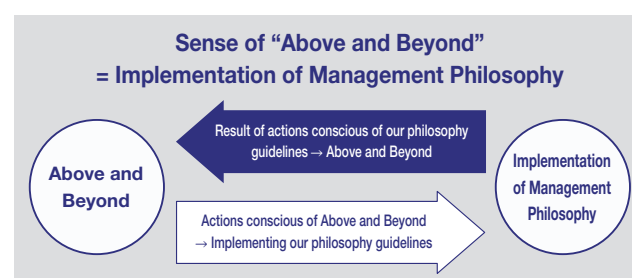 Sense of “Above and Beyond”
= Implementation of Management Philosophy
Result of actions conscious of our philosophy
guidelines → Above and Beyond
Above and
Beyond
Implementation
of Management
Philosophy
Actions conscious of Above and Beyond
→ Implementing our philosophy guidelines